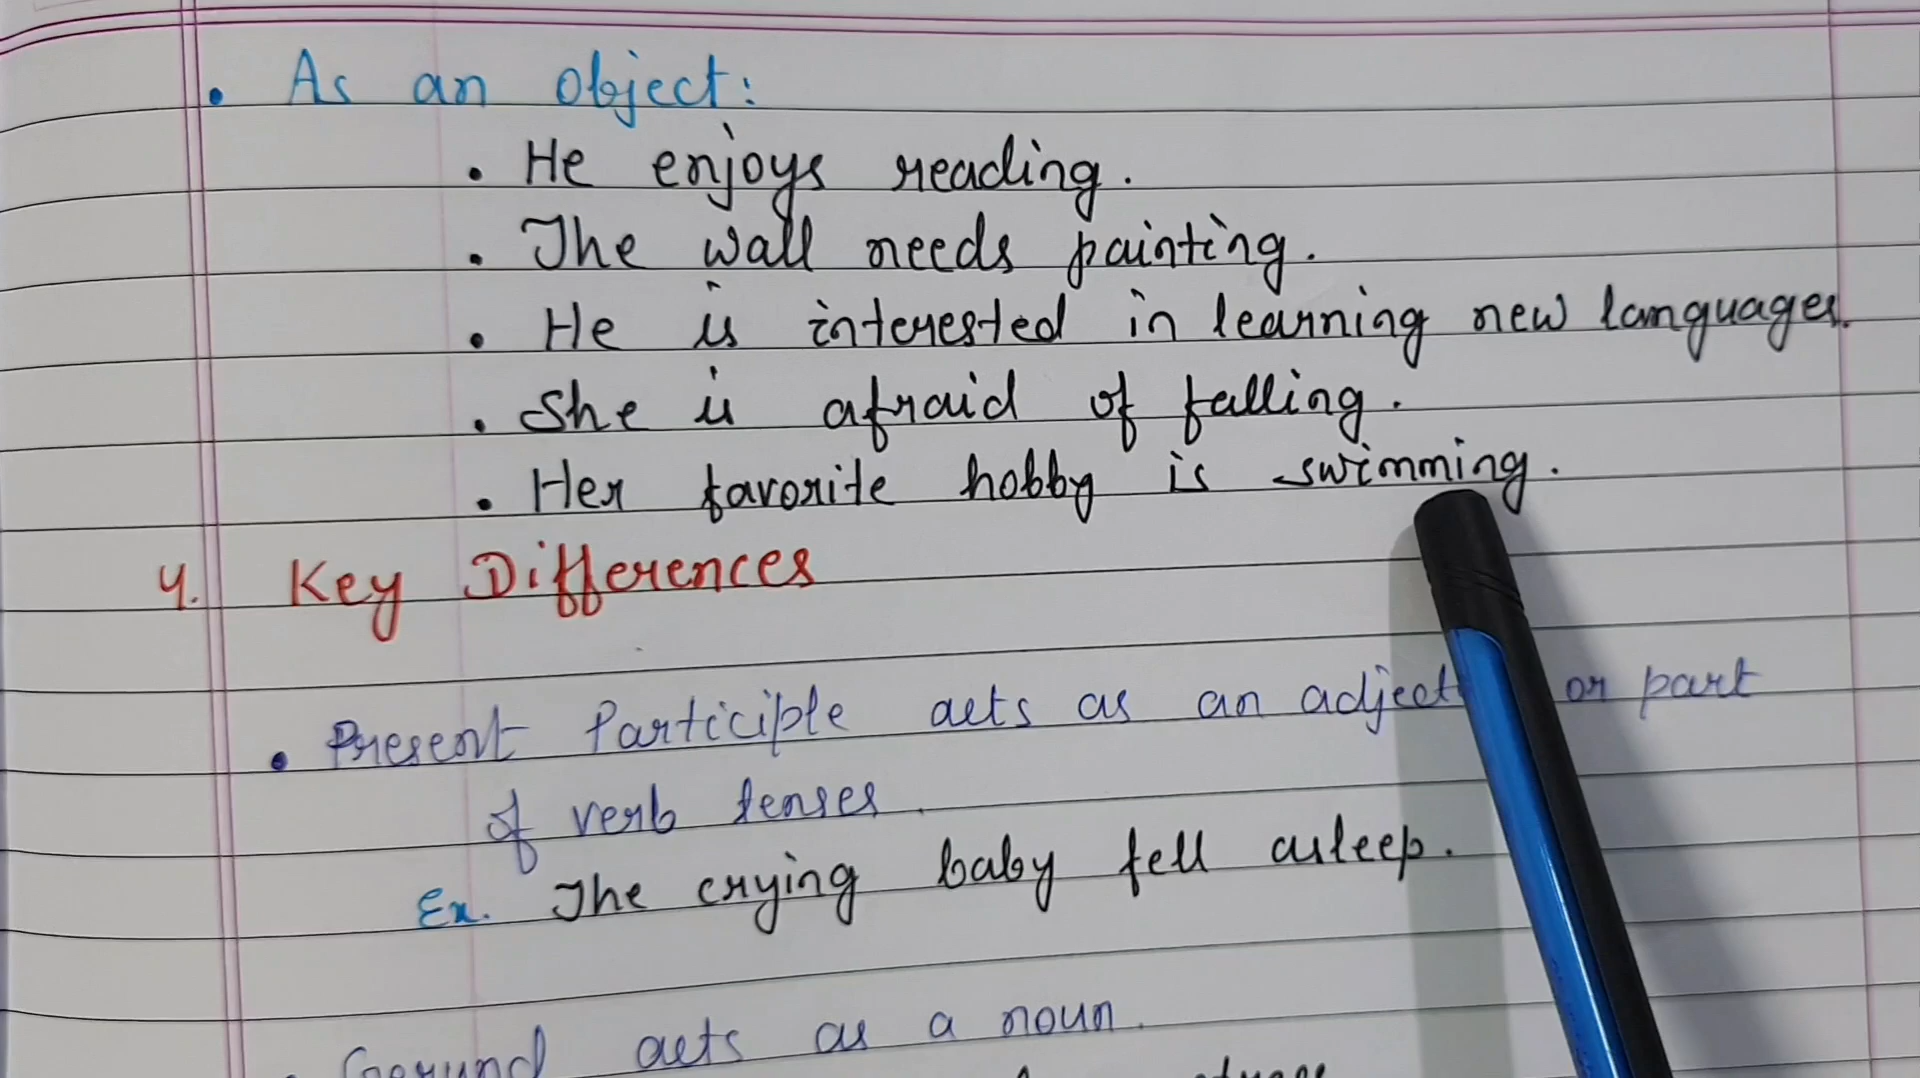 • As an object:
• He enjoys reading.
• The wall needs painting.
• He is interested in learning new languages.
• She is afraid of falling.
• Her favorite hobby is swimming.
4. Key Differences
• Present Participle acts as an adject or part
of verb tenses.
Ex. The crying baby fell asleep.
• Gerund acts as a noun.